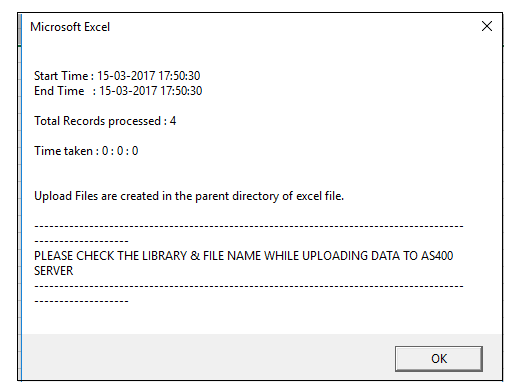 Microsoft Excel
Start Time : 15-03-2017 17:50:30
End Time : 15-03-2017 17:50:30
Total Records processed : 4
Time taken : 0 : 0 : 0
Upload Files are created in the parent directory of excel file.
--------------------------------------------------------------------------------------
-------------------
PLEASE CHECK THE LIBRARY & FILE NAME WHILE UPLOADING DATA TO AS400
SERVER
--------------------------------------------------------------------------------------
-------------------
OK